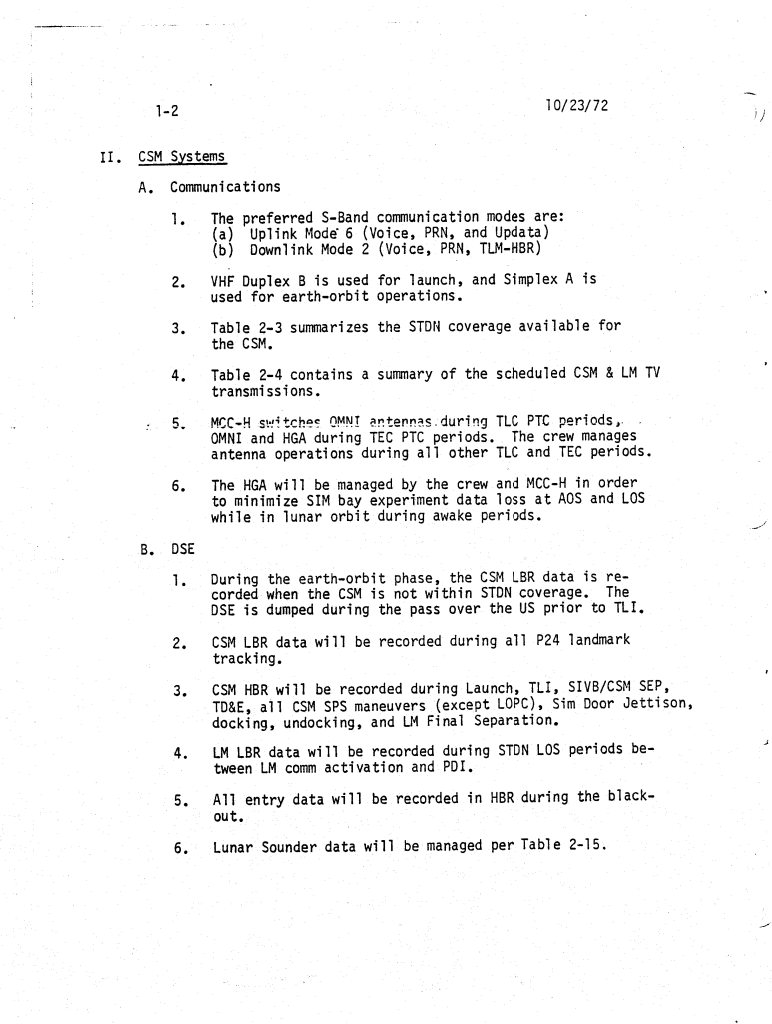 1-2
10/23/72
II. CSM Systems
A. Communications
1. The preferred S-Band communication modes are:
(a) Uplink Mode 6 (Voice, PRN, and Updata)
(b) Downlink Mode 2 (Voice, PRN, TLM-HBR)
2. VHF Duplex B is used for launch, and Simplex A is
used for earth-orbit operations.
3. Table 2-3 summarizes the STDN coverage available for
the CSM.
4. Table 2-4 contains a summary of the scheduled CSM & LM TV
transmissions.
5. MCC-H switches OMNI antennas during TLC PTC periods,
OMNI and HGA during TEC PTC periods. The crew manages
antenna operations during all other TLC and TEC periods.
6. The HGA will be managed by the crew and MCC-H in order
to minimize SIM bay experiment data loss at AOS and LOS
while in lunar orbit during awake periods.
B. DSE
1. During the earth-orbit phase, the CSM LBR data is re-
corded when the CSM is not within STDN coverage. The
DSE is dumped during the pass over the US prior to TLI.
2. CSM LBR data will be recorded during all P24 landmark
tracking.
3. CSM HBR will be recorded during Launch, TLI, SIVB/CSM SEP,
TD&E, all CSM SPS maneuvers (except LOPC), Sim Door Jettison,
docking, undocking, and LM Final Separation.
4. LM LBR data will be recorded during STDN LOS periods be-
tween LM comm activation and PDI.
5. All entry data will be recorded in HBR during the black-
out.
6. Lunar Sounder data will be managed per Table 2-15.